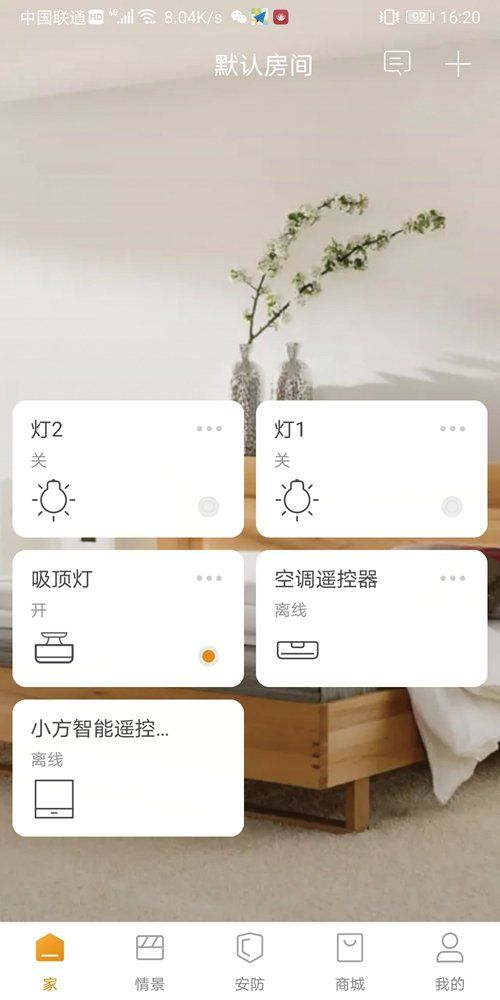 中国联通 HD 4G 8.04K/s 92 16:20
默认房间
灯2
关
灯1
关
吸顶灯
开
空调遥控器
离线
小方智能遥控...
离线
家 情景 安防 商城 我的